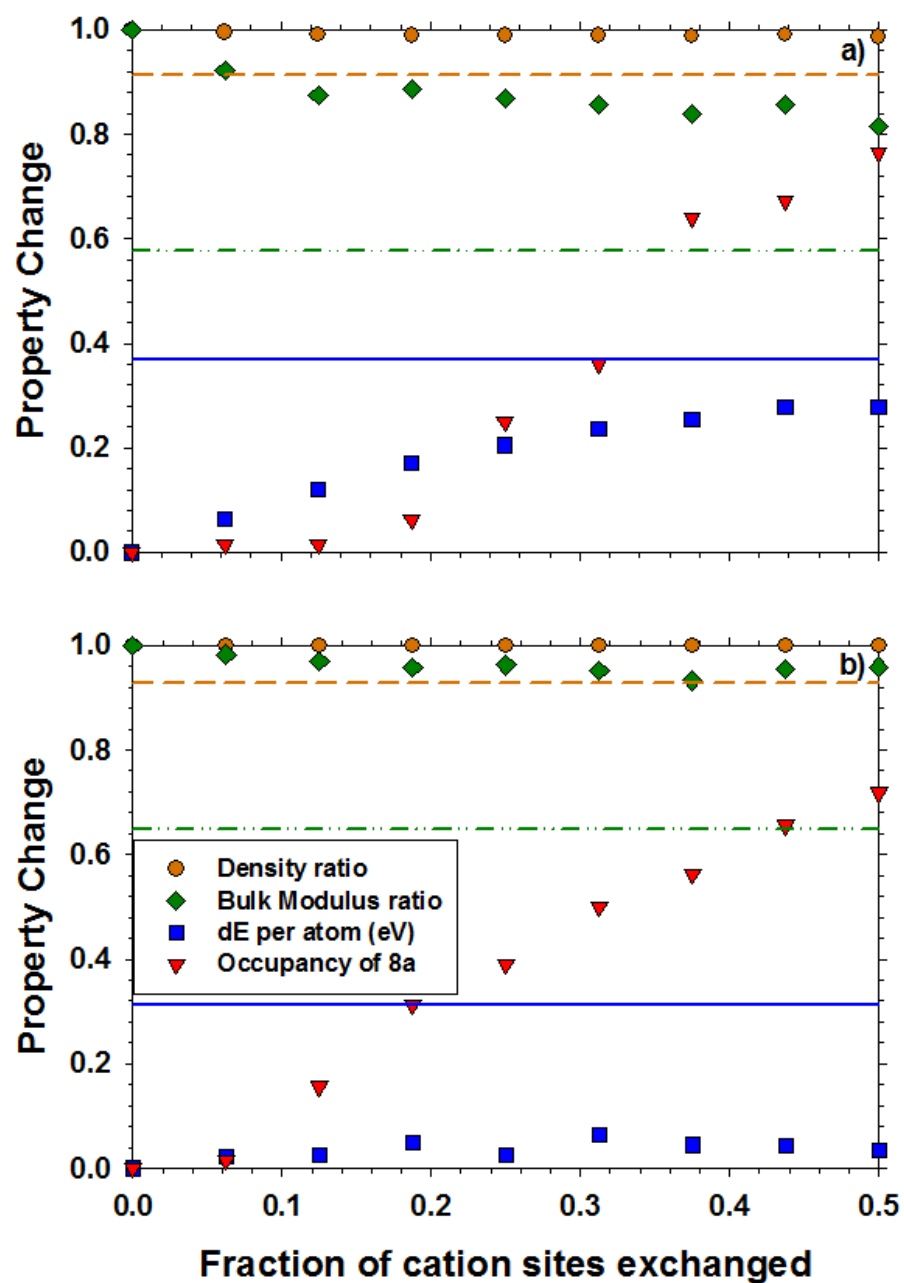 1.0
a)
0.8
0.6
0.4
0.2
0.0
Property Change
1.0
b)
0.8
0.6
0.4
0.2
0.0
Property Change
Density ratio
Bulk Modulus ratio
dE per atom (eV)
Occupancy of 8a
0.0 0.1 0.2 0.3 0.4 0.5
Fraction of cation sites exchanged